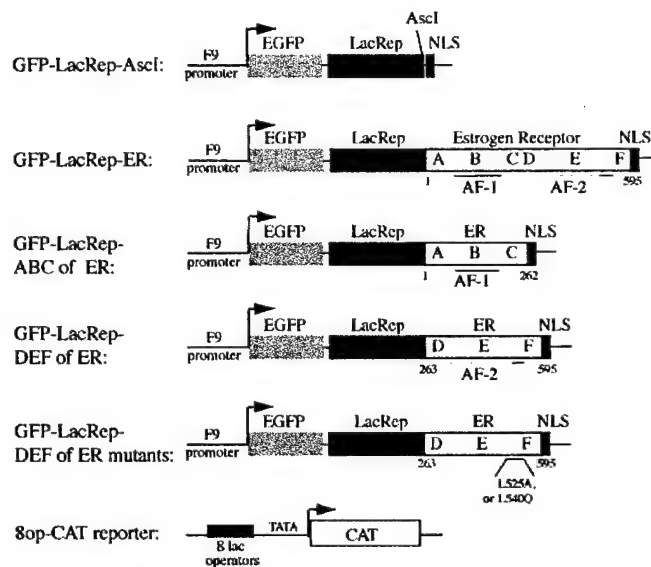 AscI
F9 EGFP LacRep NLS
GFP-LacRep-AscI:
promoter
F9 EGFP LacRep Estrogen Receptor NLS
GFP-LacRep-ER: A B C D E F
promoter 1 AF-1 AF-2 595
GFP-LacRep-
ABC of ER:
F9 EGFP LacRep ER NLS
promoter A B C
1 AF-1 262
GFP-LacRep-
DEF of ER:
F9 EGFP LacRep ER NLS
promoter D E F
263 AF-2 595
GFP-LacRep-
DEF of ER mutants:
F9 EGFP LacRep ER NLS
promoter D E F
263 595
L525A,
or L540Q
8op-CAT reporter:
TATA CAT
8 lac
operators